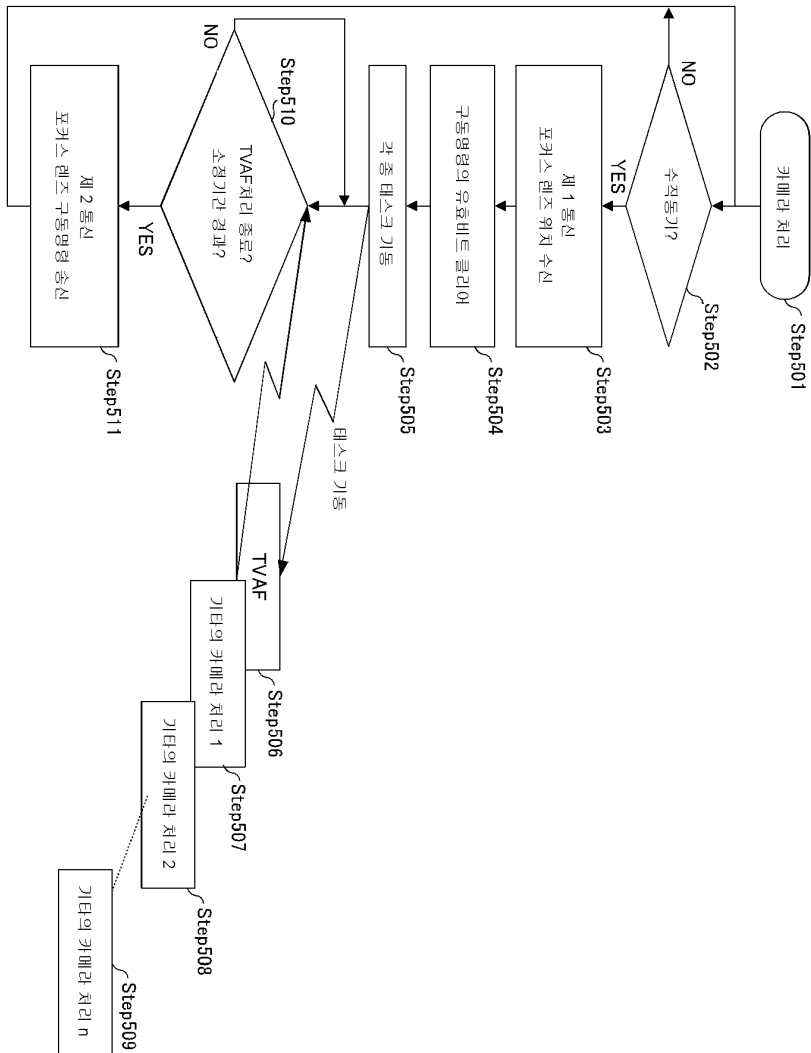 카메라 처리
Step501
수직동기?
Step502
NO
YES
제 1 통신
포커스 렌즈 위치 수신
Step503
구동명령의 유효비트 클리어
Step504
각 종 태스크 기동
Step505
태스크 기동
TVAF
Step506
기타의 카메라 처리 1
Step507
기타의 카메라 처리 2
Step508
기타의 카메라 처리 n
Step509
TVAF처리 종료?
소정기간 경과?
Step510
NO
YES
제 2 통신
포커스 렌즈 구동명령 송신
Step511